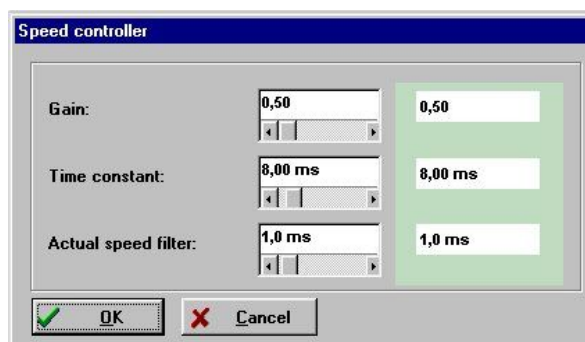 Speed controller
Gain: 0,50 0,50
Time constant: 8,00 ms 8,00 ms
Actual speed filter: 1,0 ms 1,0 ms
OK Cancel